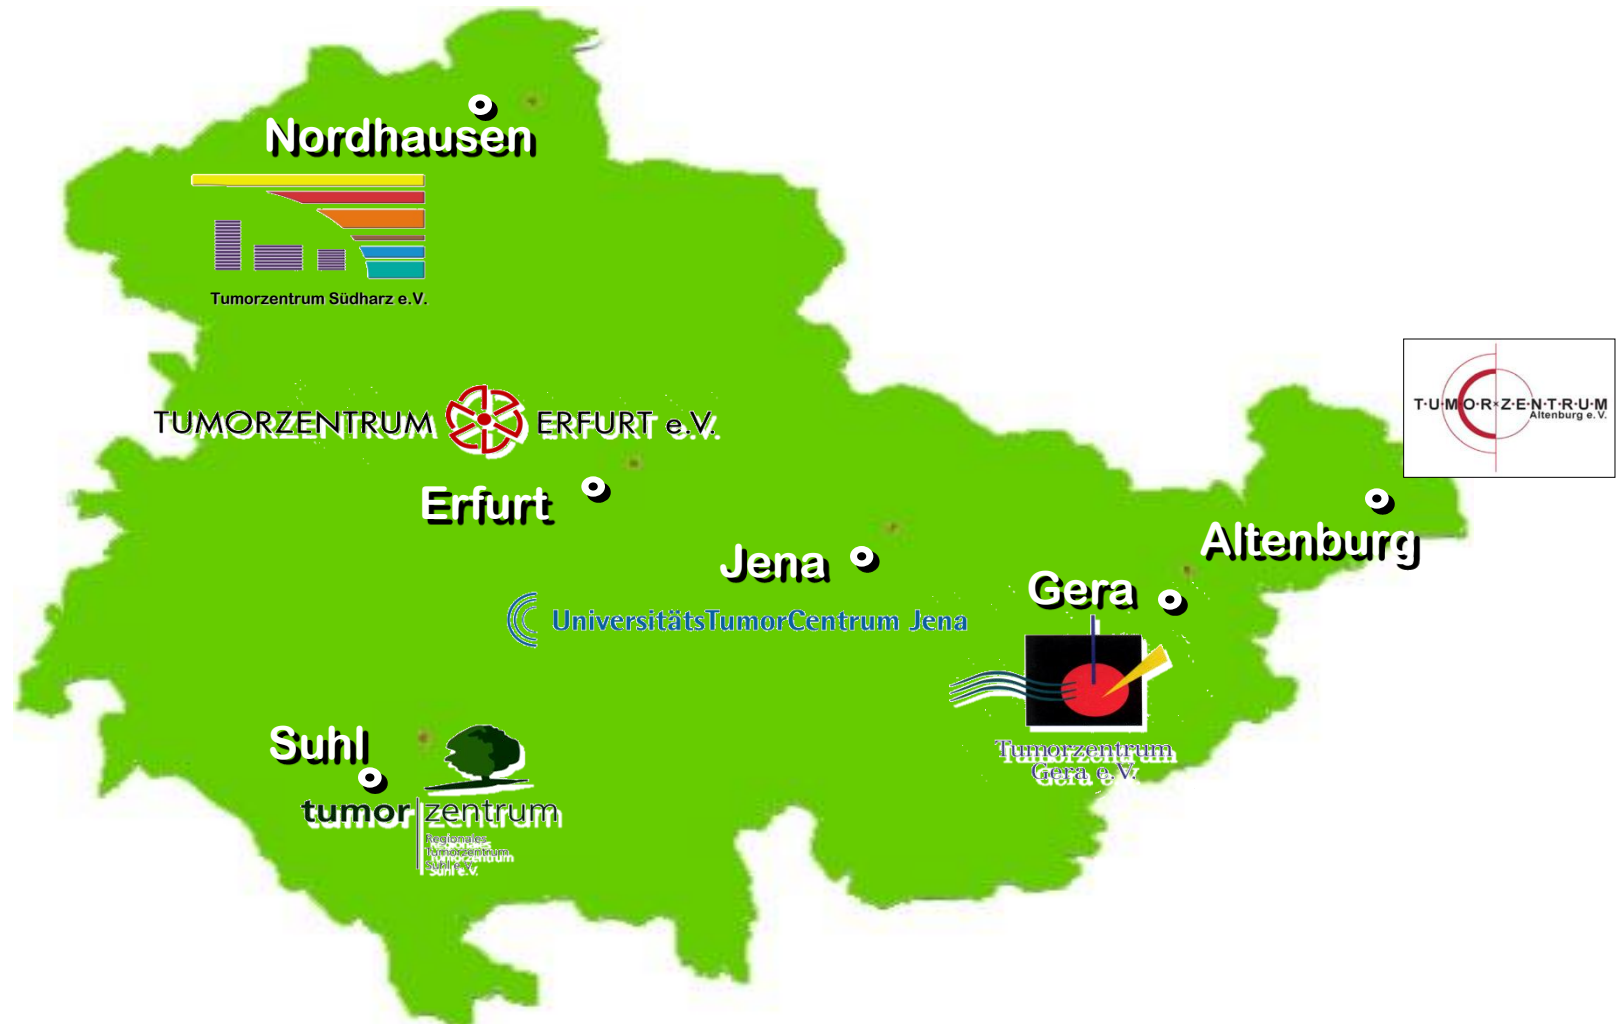 Nordhausen
Tumorzentrum Südharz e.V.
T·U·M·O·R·Z·E·N·T·R·U·M
Altenburg e.V.
TUMORZENTRUM ERFURT e.V.
Erfurt
Altenburg
Jena
Gera
UniversitätsTumorCentrum Jena
Tumorzentrum
Gera e.V.
Suhl
tumor zentrum
Regionales
Tumorzentrum
Suhl e.V.